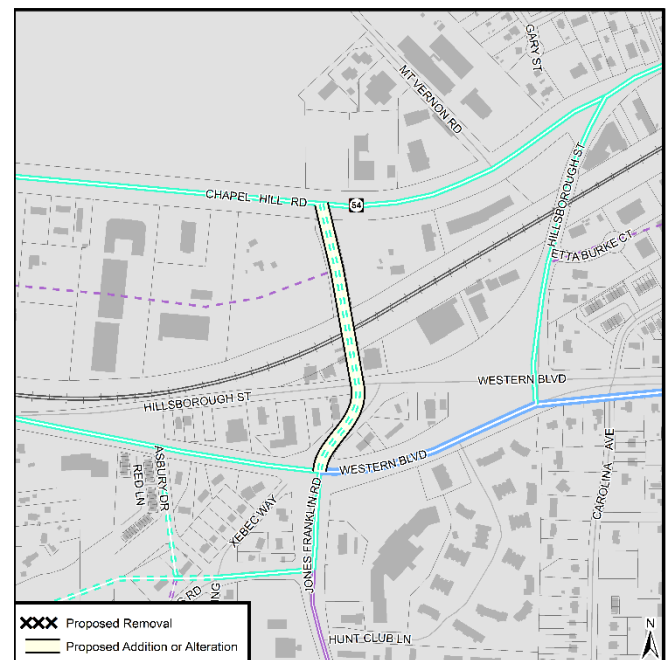 GARY ST
MT VERNON RD
CHAPEL HILL RD
54
HILLSBOROUGH ST
ETTA BURKE CT
WESTERN BLVD
HILLSBOROUGH ST
WESTERN BLVD
ASBURY DR
RED LN
XEBEC WAY
JONES FRANKLIN RD
CAROLINA AVE
RD
HUNT CLUB LN
Proposed Removal
Proposed Addition or Alteration
N